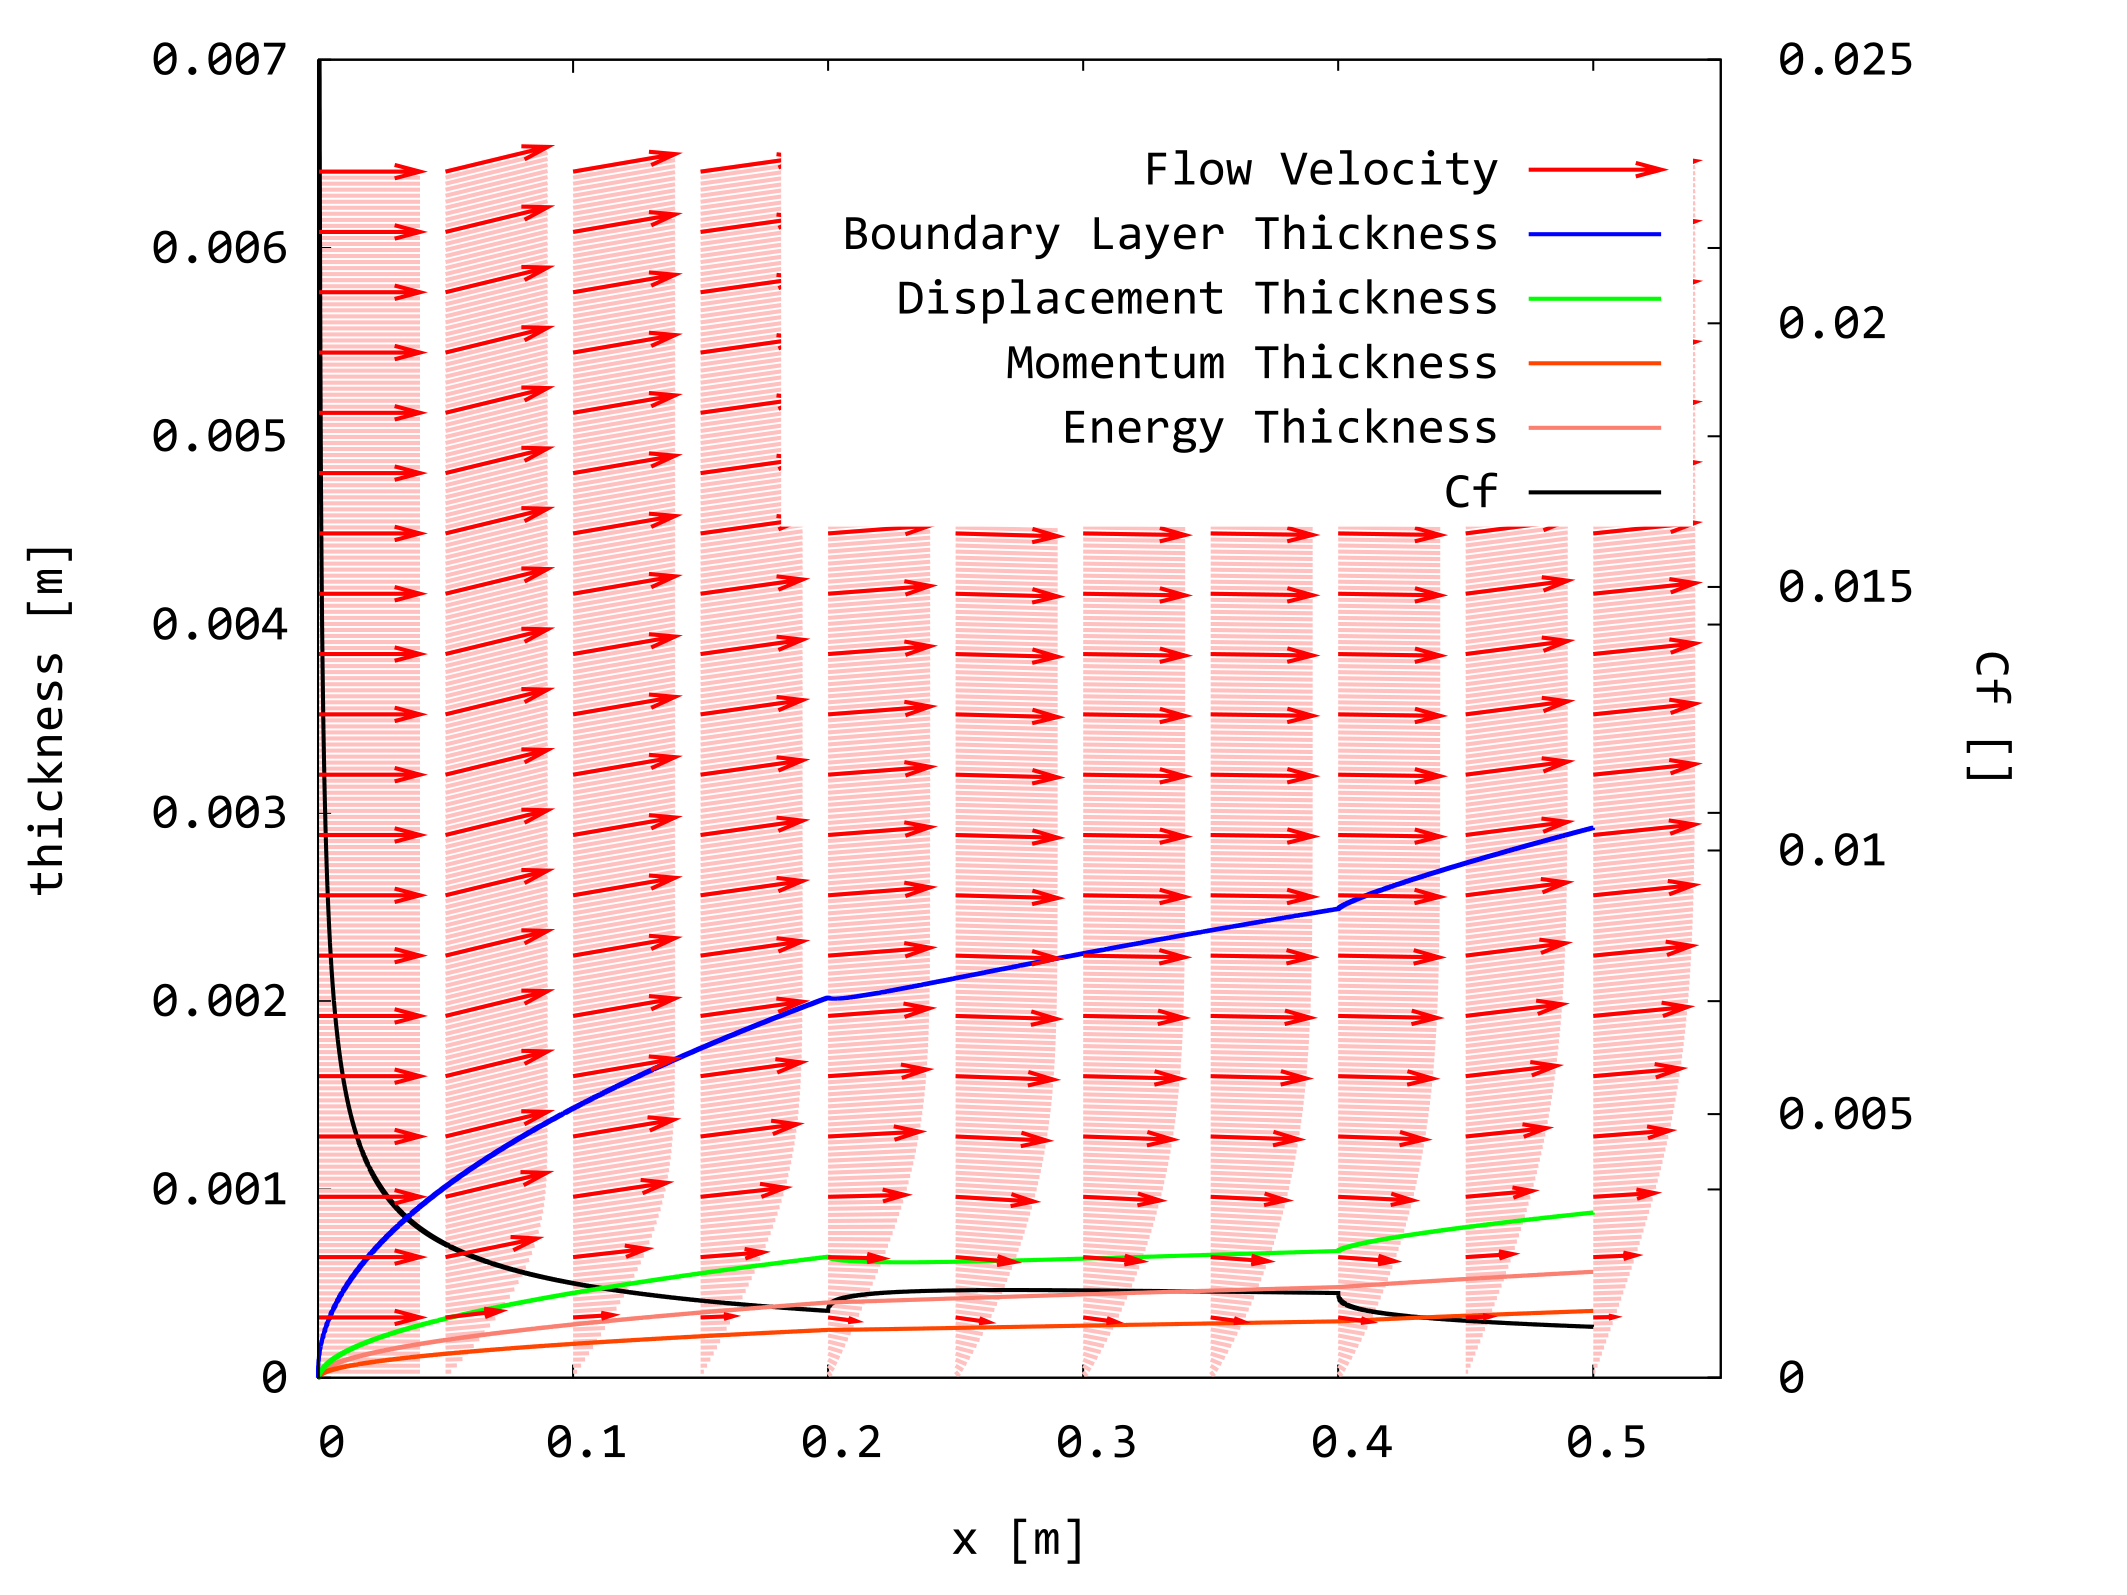 0.007
0.006
0.005
0.004
0.003
0.002
0.001
0
thickness [m]
Flow Velocity
Boundary Layer Thickness
Displacement Thickness
Momentum Thickness
Energy Thickness
Cf
0.025
0.02
0.015
0.01
0.005
0
Cf []
0 0.1 0.2 0.3 0.4 0.5
x [m]